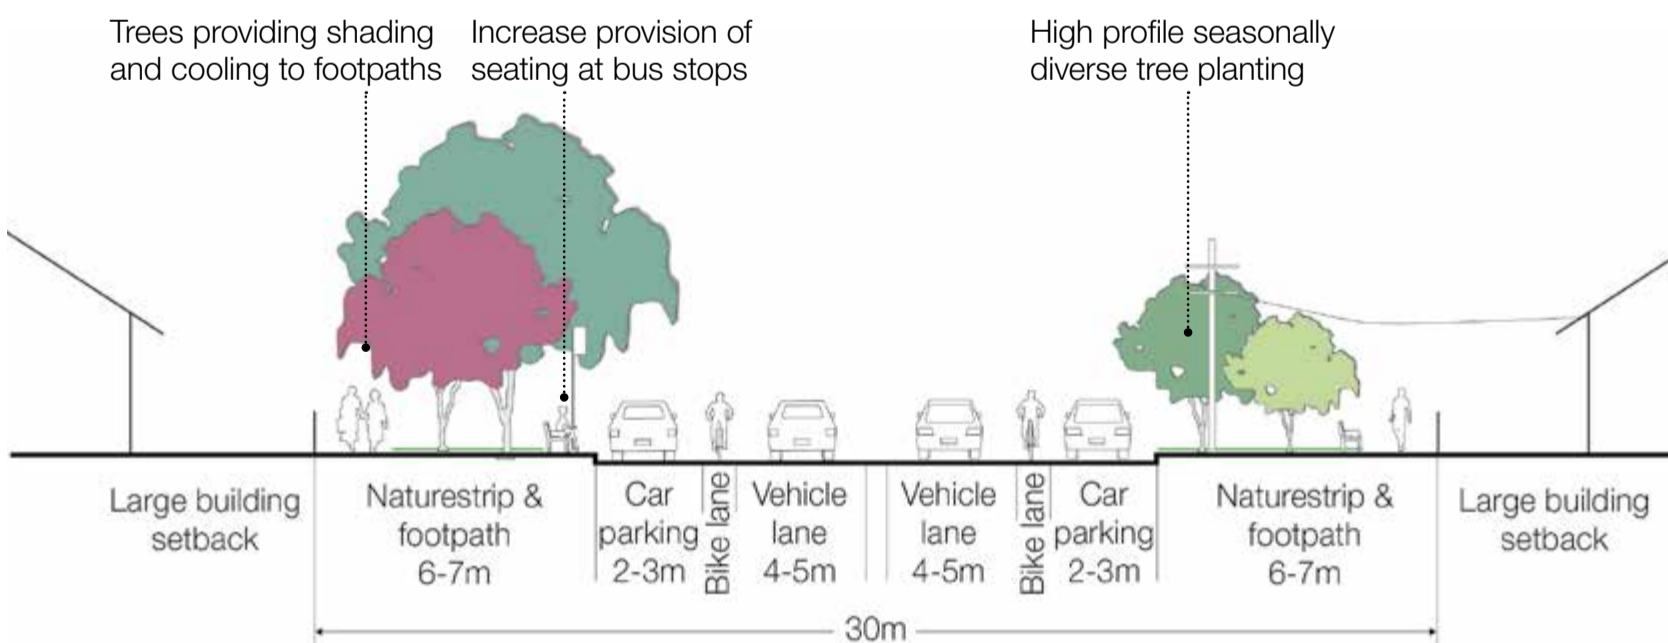 Trees providing shading
and cooling to footpaths
Increase provision of
seating at bus stops
High profile seasonally
diverse tree planting
Large building
setback
Naturestrip &
footpath
6-7m
Car
parking
2-3m
Bike lane
Vehicle
lane
4-5m
Vehicle
lane
4-5m
Bike lane
Car
parking
2-3m
Naturestrip &
footpath
6-7m
Large building
setback
30m